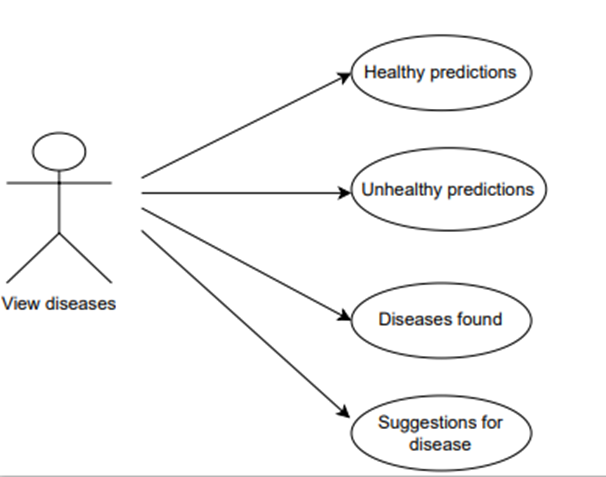 Healthy predictions
Unhealthy predictions
View diseases
Diseases found
Suggestions for
disease